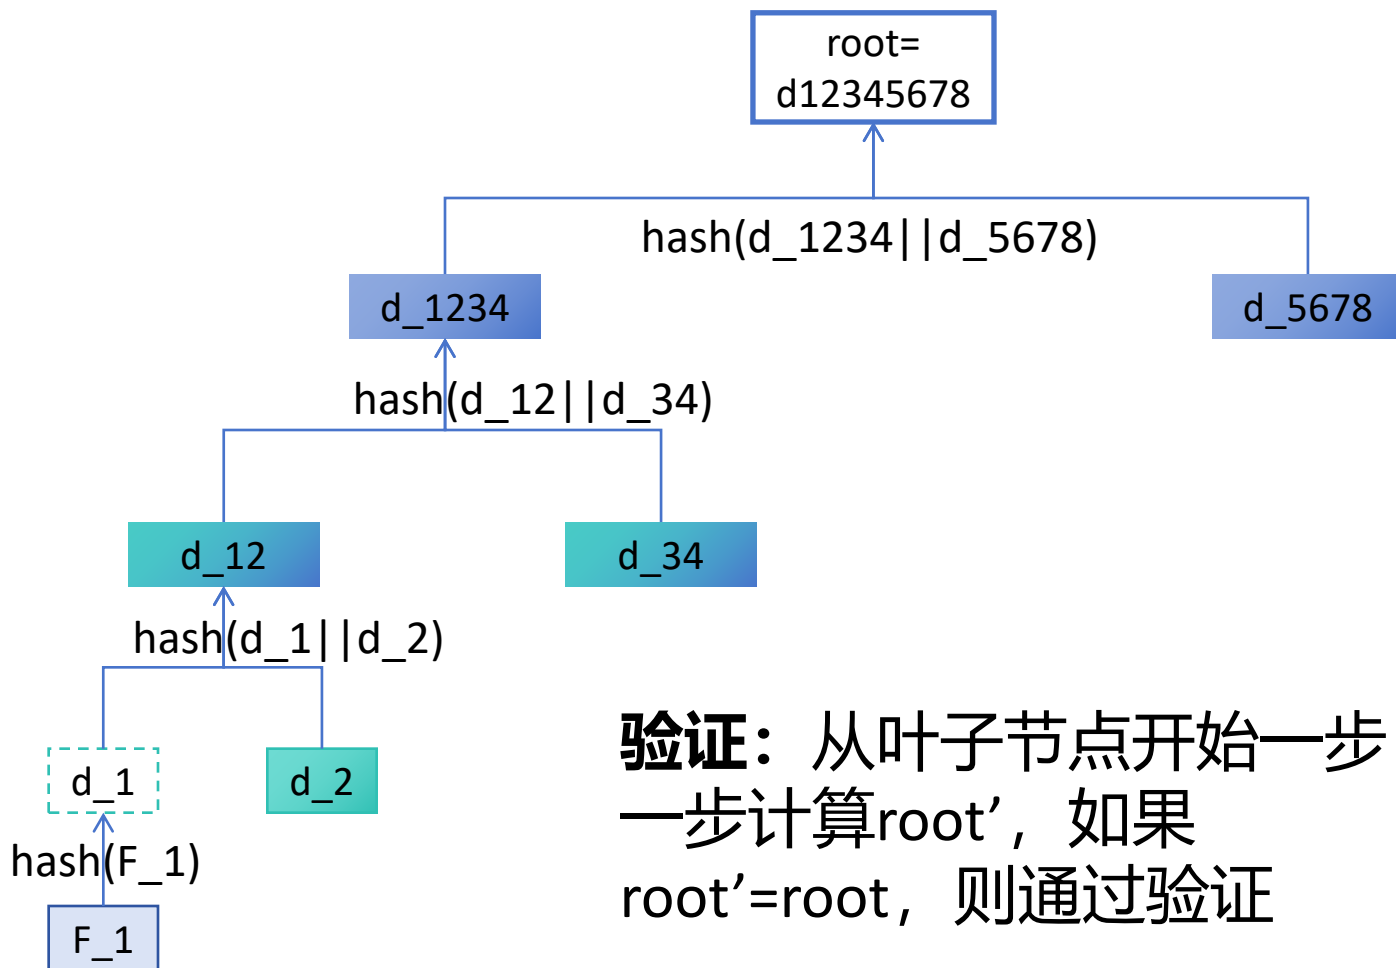 root=
d12345678
hash(d_1234||d_5678)
d_1234
d_5678
hash(d_12||d_34)
d_12
d_34
hash(d_1||d_2)
d_1
d_2
hash(F_1)
F_1
验证：从叶子节点开始一步
一步计算root’，如果
root’=root，则通过验证